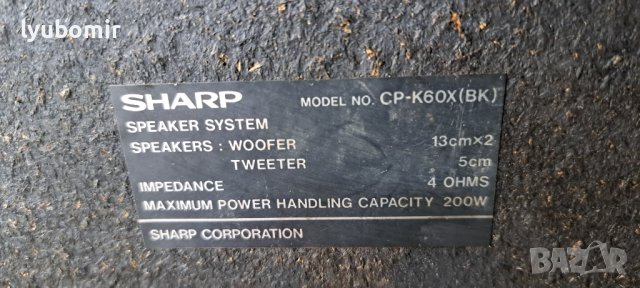 lyubomir
SHARP MODEL NO. CP-K60X(BK)
SPEAKER SYSTEM
SPEAKERS : WOOFER 13cm×2
TWEETER 5cm
IMPEDANCE 4 OHMS
MAXIMUM POWER HANDLING CAPACITY 200W
SHARP CORPORATION
BAZAR